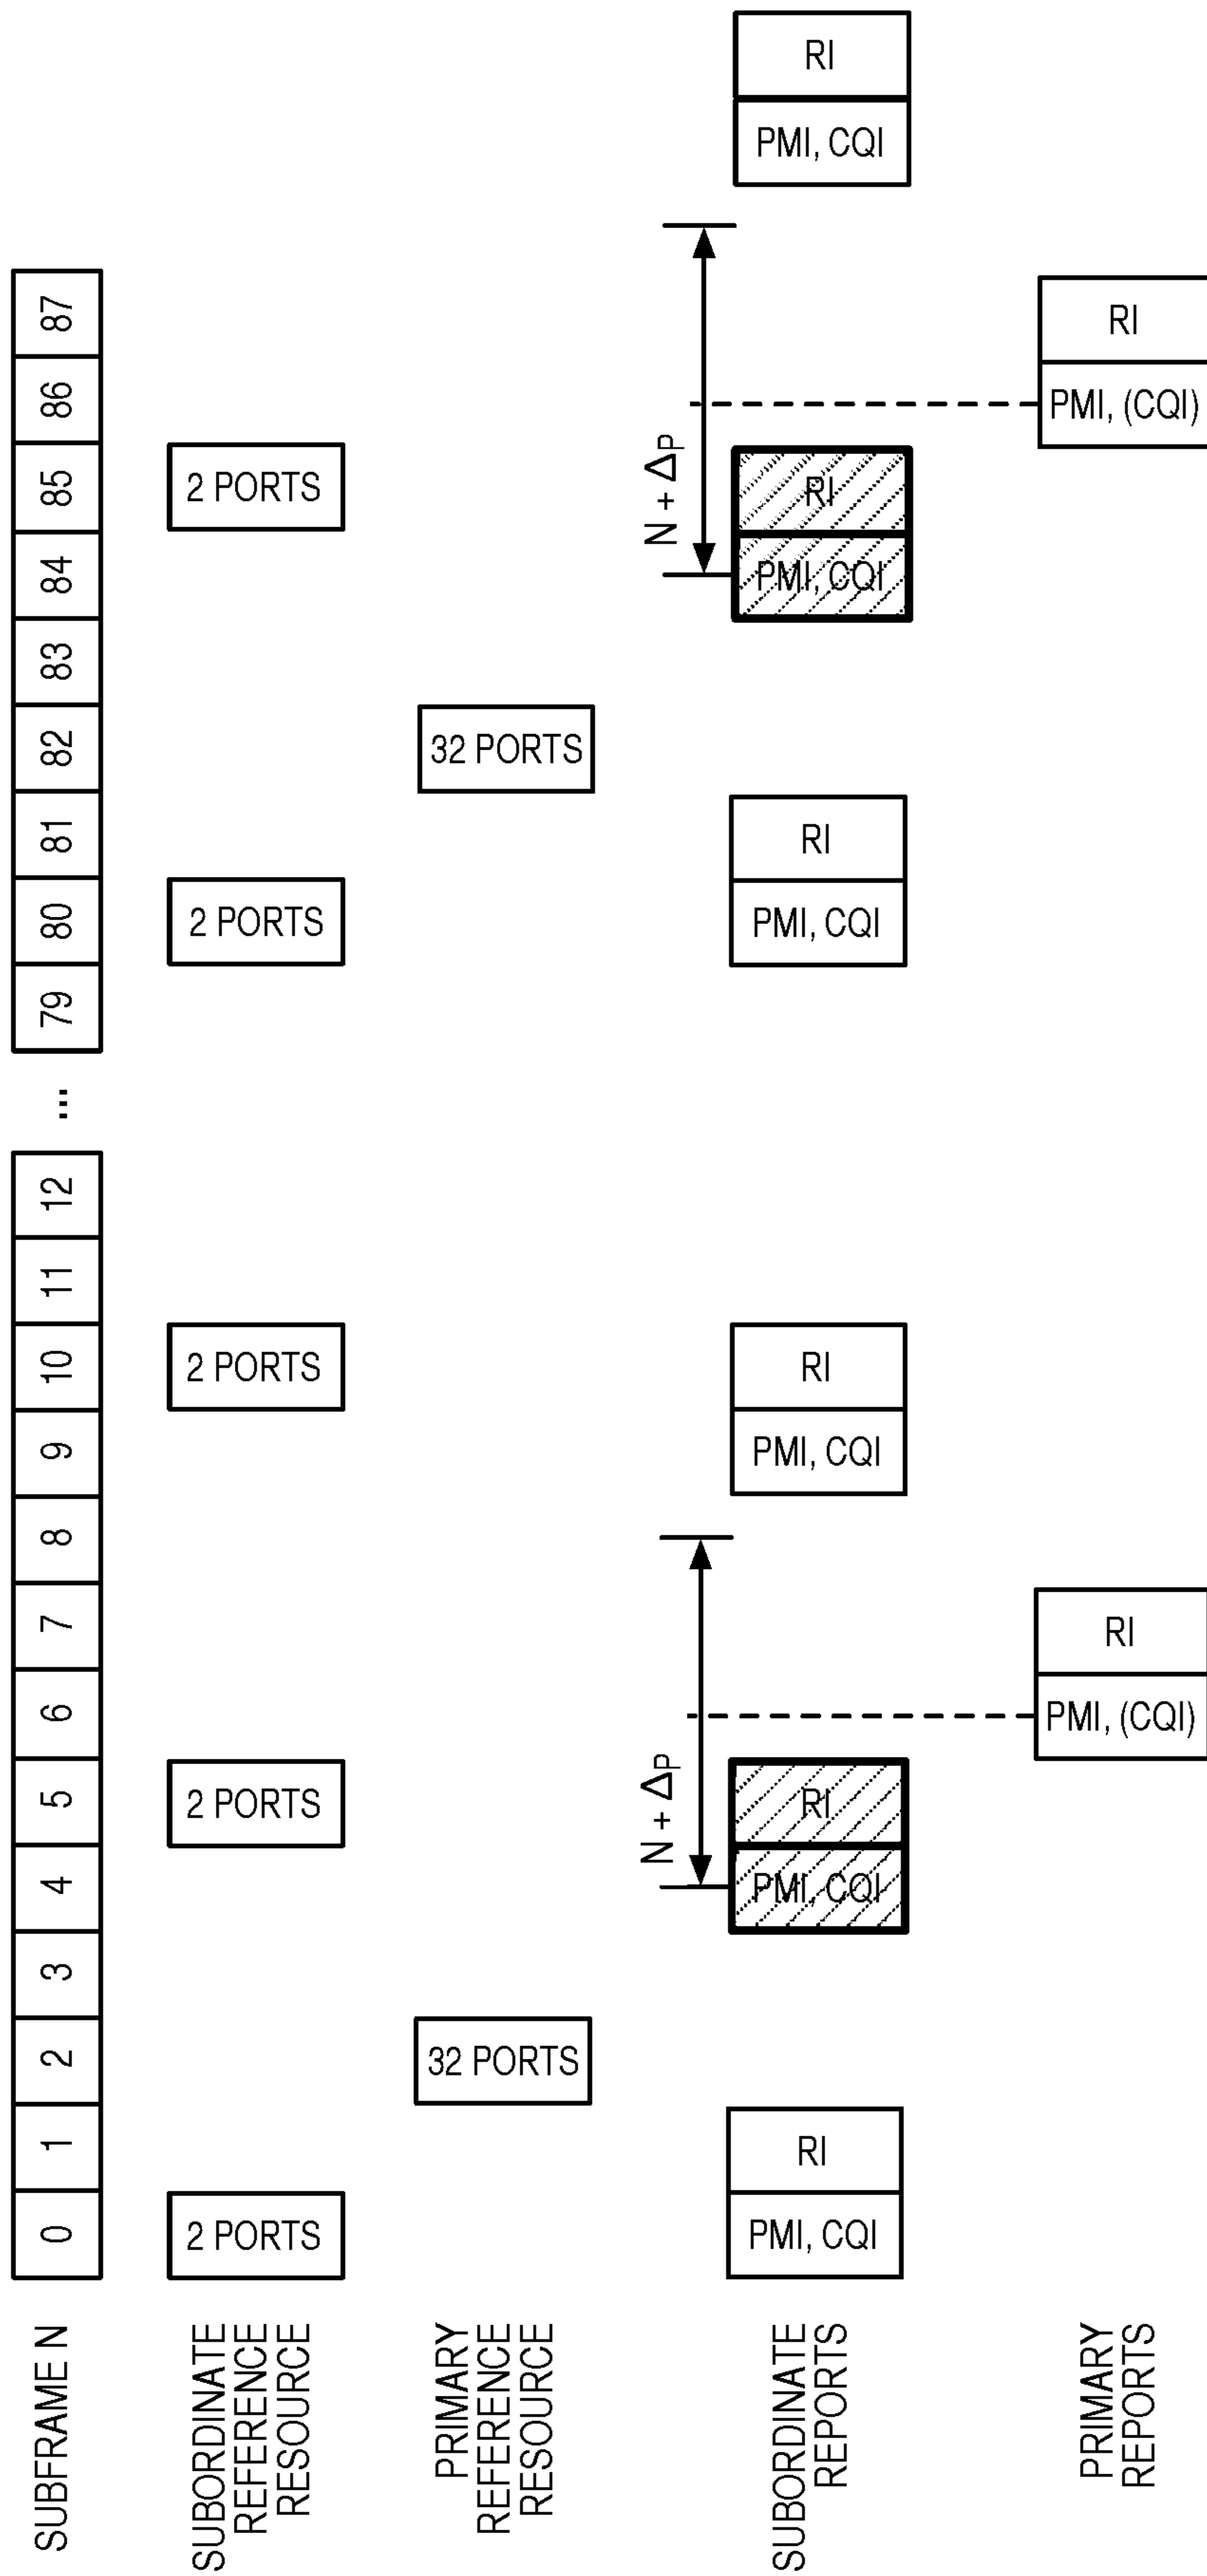 SUBFRAME N
0
1
2
3
4
5
6
7
8
9
10
11
12
...
79
80
81
82
83
84
85
86
87
SUBORDINATE
REFERENCE
RESOURCE
2 PORTS
2 PORTS
2 PORTS
2 PORTS
2 PORTS
PRIMARY
REFERENCE
RESOURCE
32 PORTS
32 PORTS
N + ΔP
N + ΔP
SUBORDINATE
REPORTS
PMI, CQI
RI
PMI, CQI
RI
PMI, CQI
RI
PMI, CQI
RI
PMI, CQI
RI
PMI, CQI
RI
PRIMARY
REPORTS
PMI, (CQI)
RI
PMI, (CQI)
RI